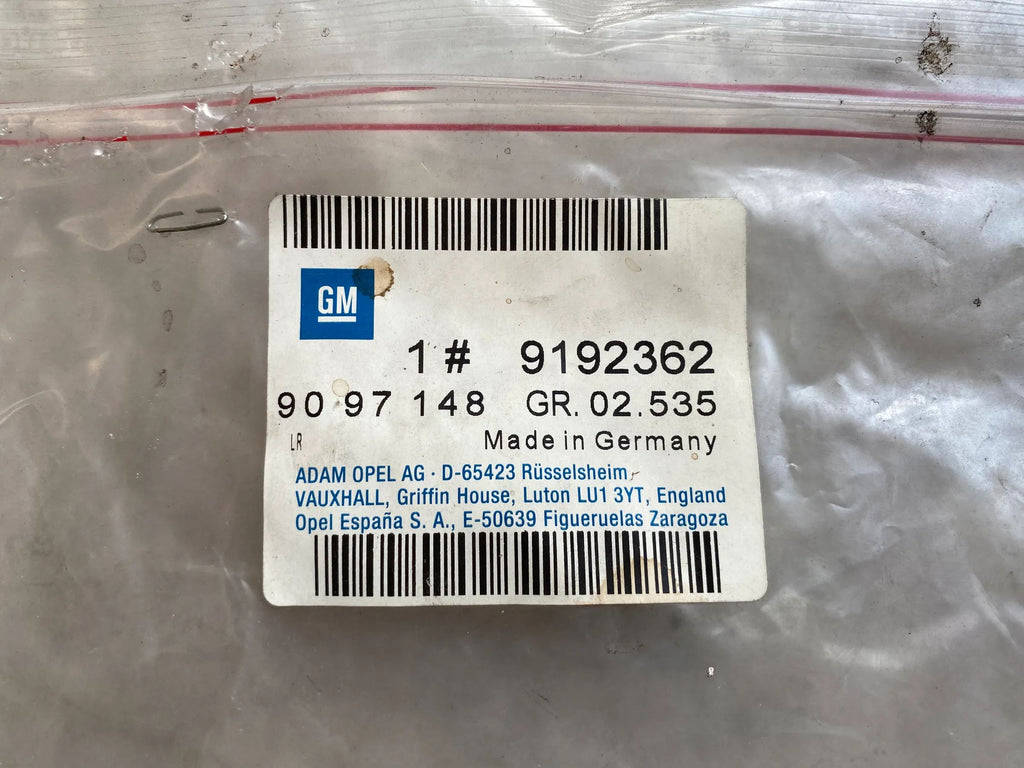 GM
1 # 9192362
90 97 148 GR. 02.535
LR Made in Germany
ADAM OPEL AG · D-65423 Rüsselsheim
VAUXHALL, Griffin House, Luton LU1 3YT, England
Opel España S. A., E-50639 Figueruelas Zaragoza